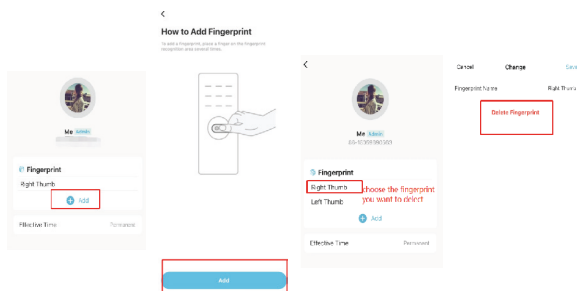 Me Admin
Fingerprint
Right Thumb
Add
Effective Time
Permanent
How to Add Fingerprint
To add a fingerprint, press a finger on the fingerprint
recognition area several times.
Add
Me Admin
Fingerprint
Right Thumb
choose the fingerprint
you want to delect
Left Thumb
Add
Effective Time
Permanent
Cancel
Change
Save
Fingerprint Name
Right Thumb
Delete Fingerprint